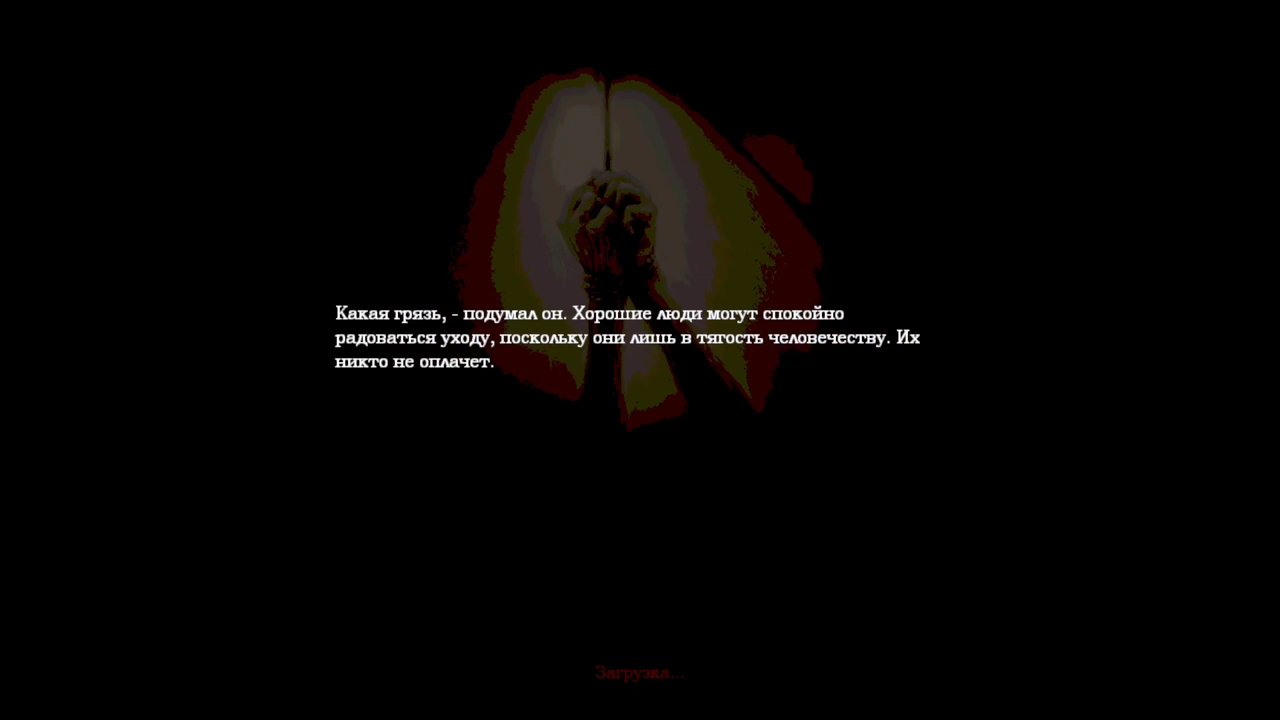 Какая грязь, - подумал он. Хорошие люди могут спокойно
радоваться уходу, поскольку они лишь в тягость человечеству. Их
никто не оплачет.
Загрузка...